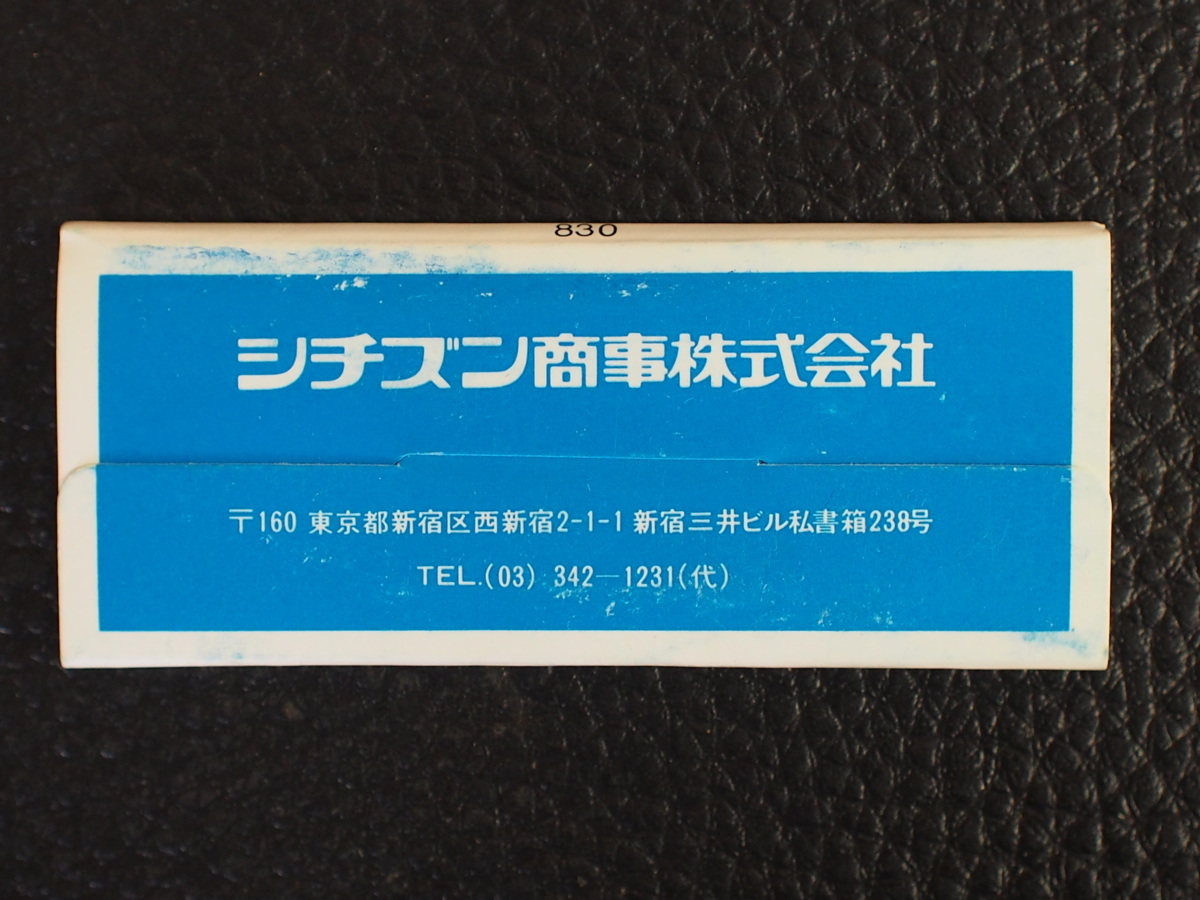 830
シチズン商事株式会社
〒160 東京都新宿区西新宿2-1-1 新宿三井ビル私書箱238号
TEL.(03) 342―1231(代)